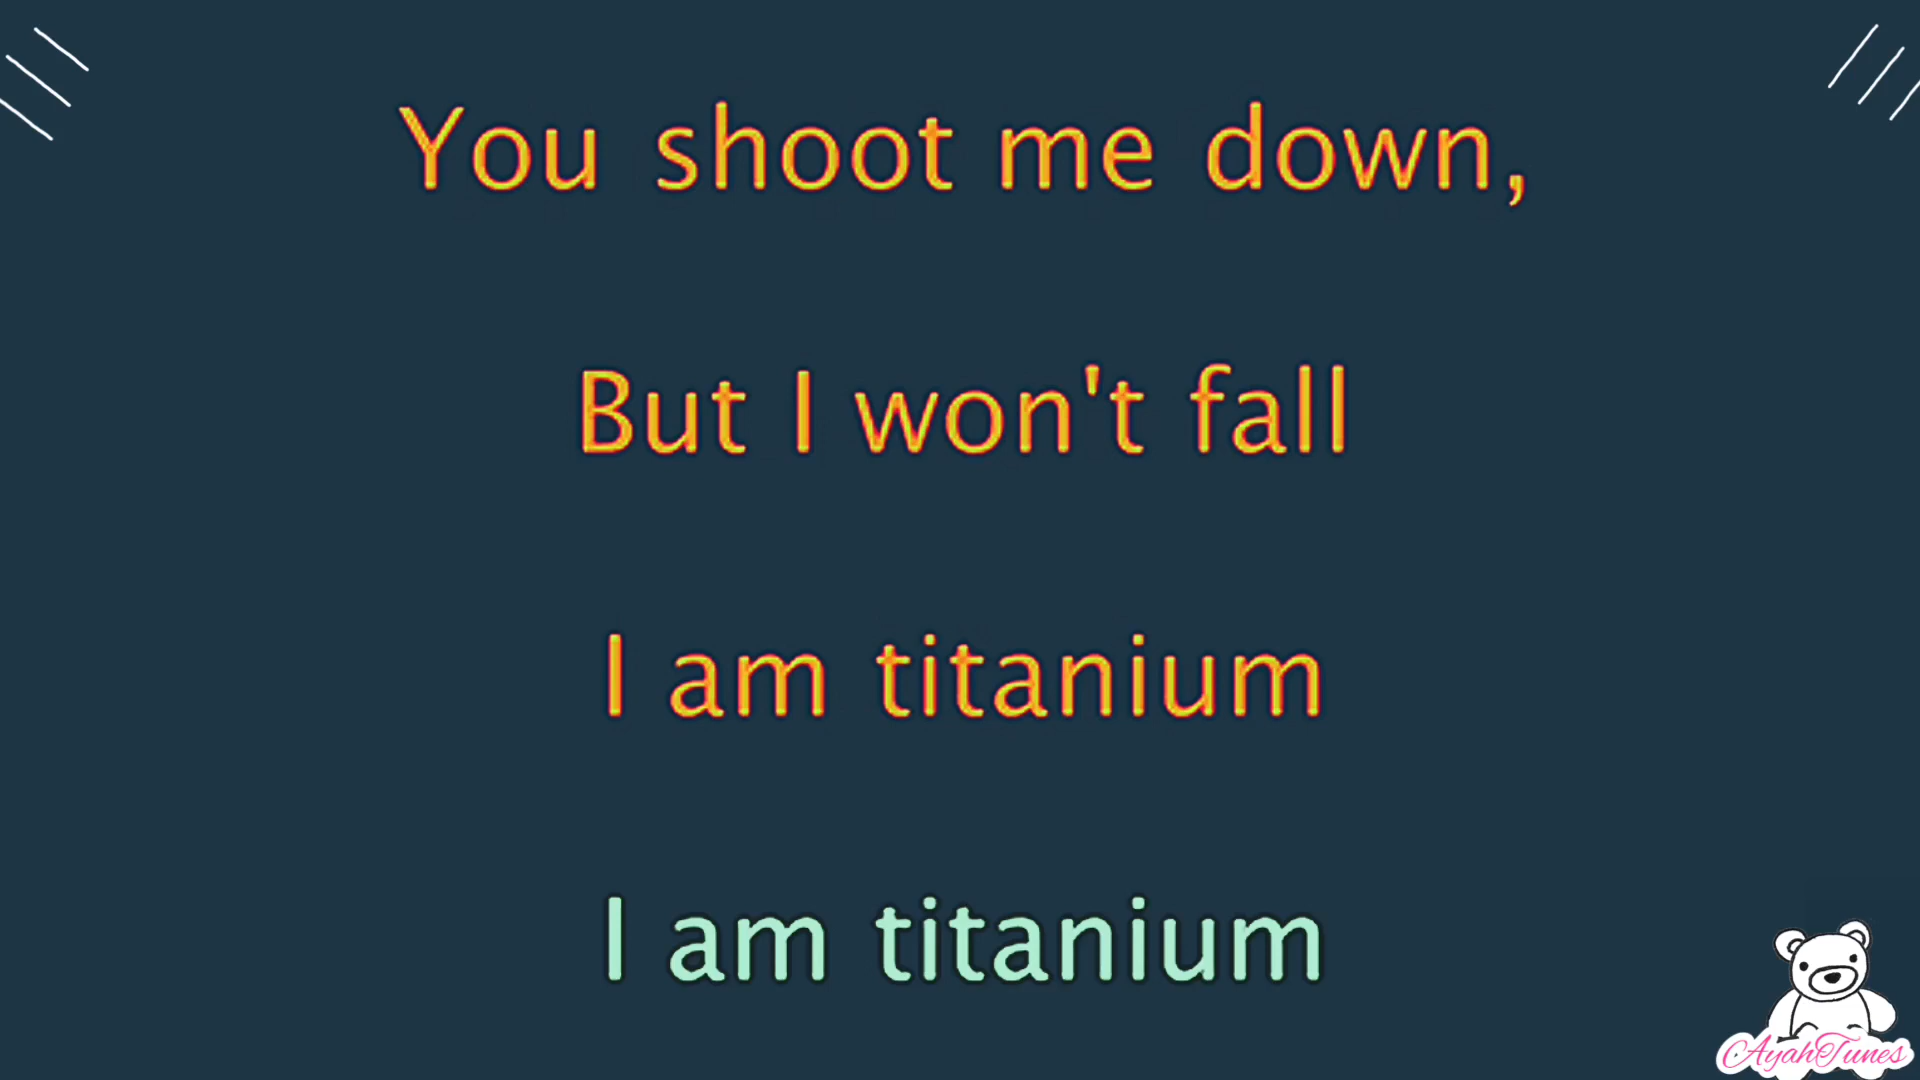 You shoot me down,
But I won't fall
I am titanium
I am titanium
AyahTunes